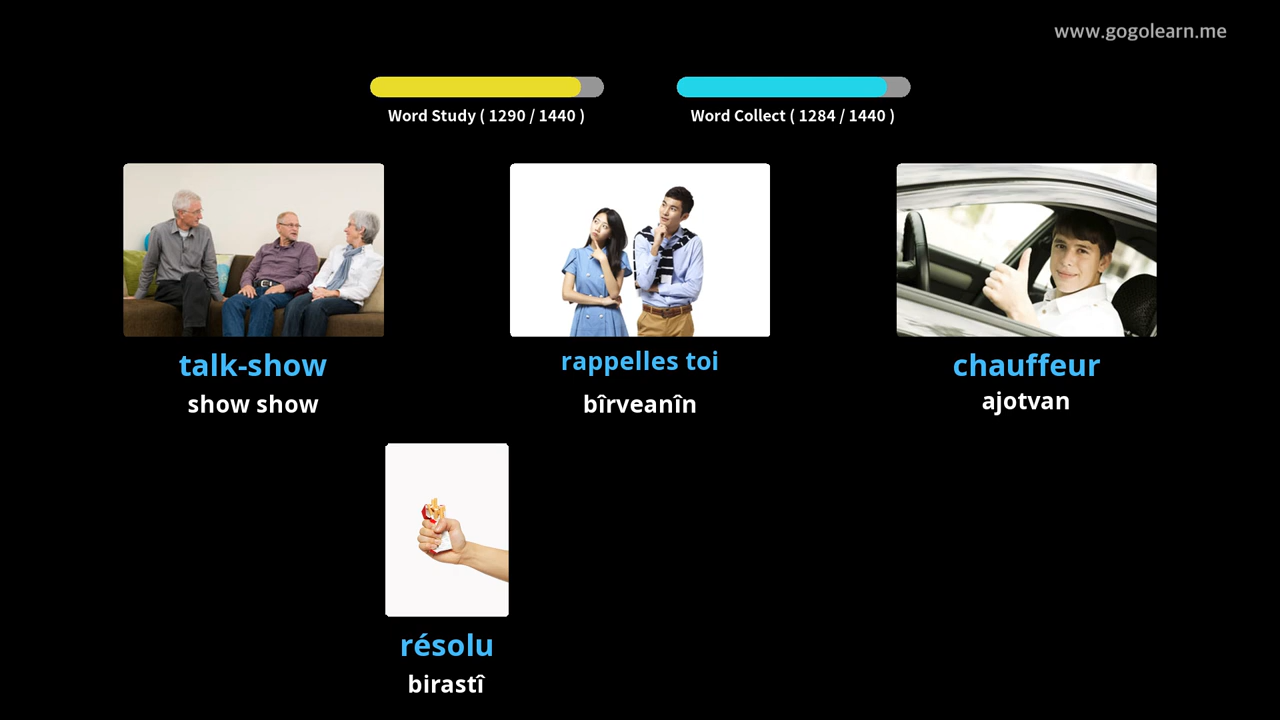 www.gogolearn.me
Word Study ( 1290 / 1440 )
Word Collect ( 1284 / 1440 )
talk-show
show show
rappelles toi
bîrveanîn
chauffeur
ajotvan
résolu
birastî